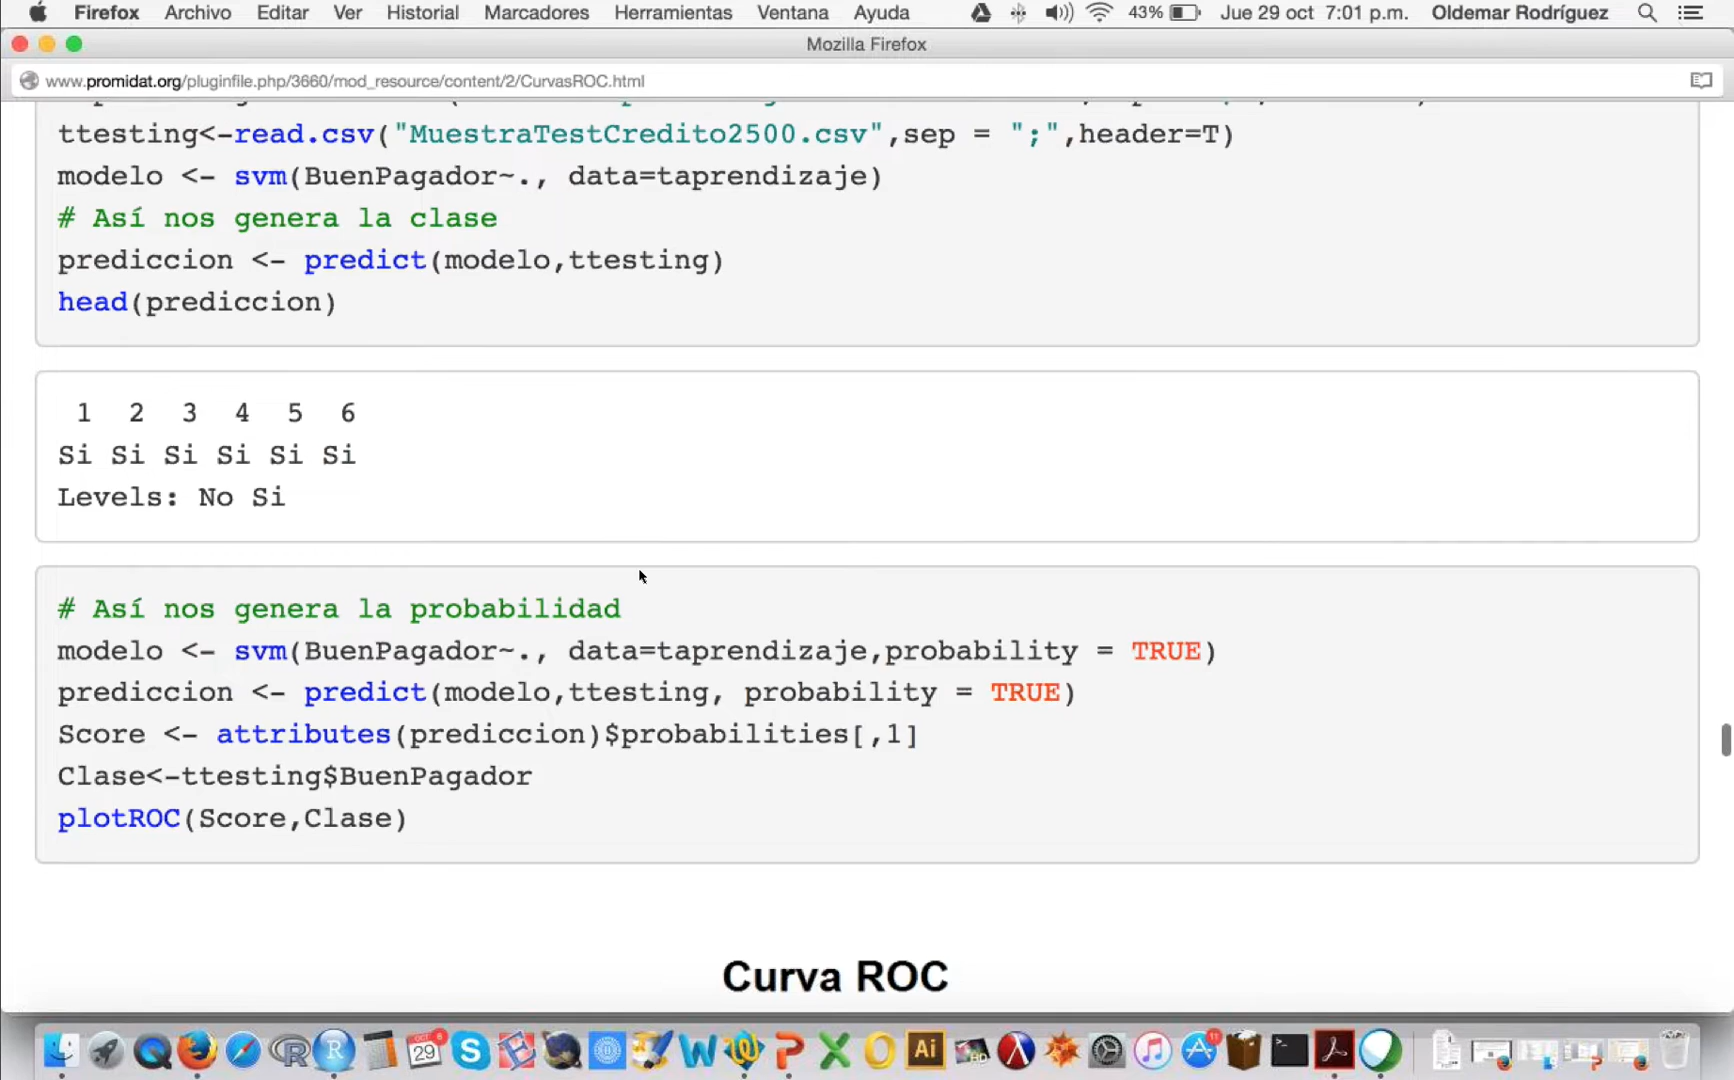 Firefox Archivo Editar Ver Historial Marcadores Herramientas Ventana Ayuda 43% Jue 29 oct 7:01 p.m. Oldemar Rodríguez
Mozilla Firefox
www.promidat.org/pluginfile.php/3660/mod_resource/content/2/CurvasROC.html
ttesting<-read.csv("MuestraTestCredito2500.csv",sep = ";",header=T)
modelo <- svm(BuenPagador~., data=taprendizaje)
# Así nos genera la clase
prediccion <- predict(modelo,ttesting)
head(prediccion)
1 2 3 4 5 6
Si Si Si Si Si Si
Levels: No Si
# Así nos genera la probabilidad
modelo <- svm(BuenPagador~., data=taprendizaje,probability = TRUE)
prediccion <- predict(modelo,ttesting, probability = TRUE)
Score <- attributes(prediccion)$probabilities[,1]
Clase<-ttesting$BuenPagador
plotROC(Score,Clase)
Curva ROC
29
Ai